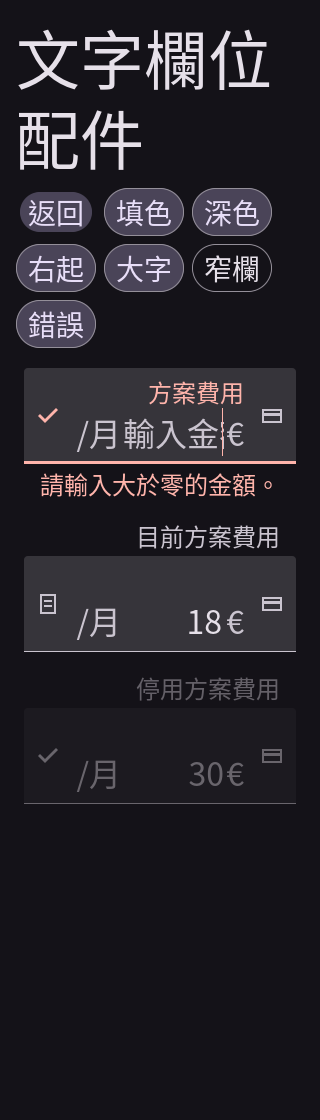 文字欄位
配件
返回
填色
深色
右起
大字
窄欄
錯誤
方案費用
/月 輸入金 €
請輸入大於零的金額。
目前方案費用
/月 18 €
停用方案費用
/月 30 €